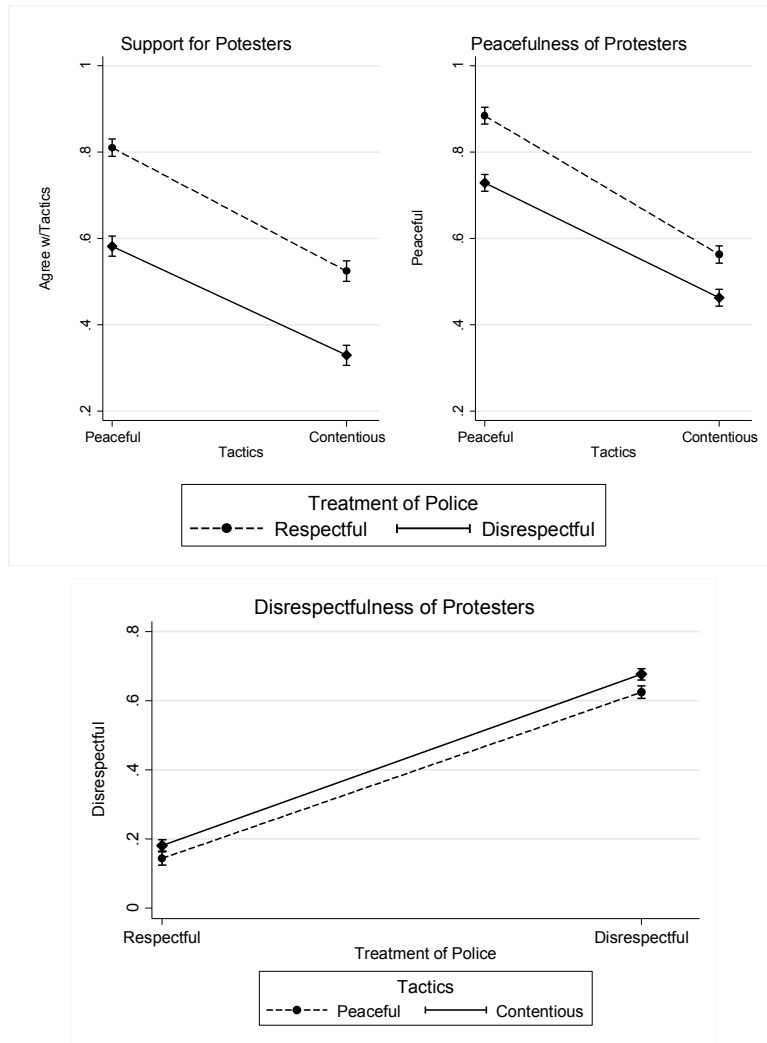 Support for Potesters
Peacefulness of Protesters
1
.8
.6
.4
.2
Agree w/Tactics
Peaceful
Contentious
Tactics
1
.8
.6
.4
.2
Peaceful
Peaceful
Contentious
Tactics
Treatment of Police
Respectful
Disrespectful
Disrespectfulness of Protesters
.8
.6
.4
.2
0
Disrespectful
Respectful
Disrespectful
Treatment of Police
Tactics
Peaceful
Contentious